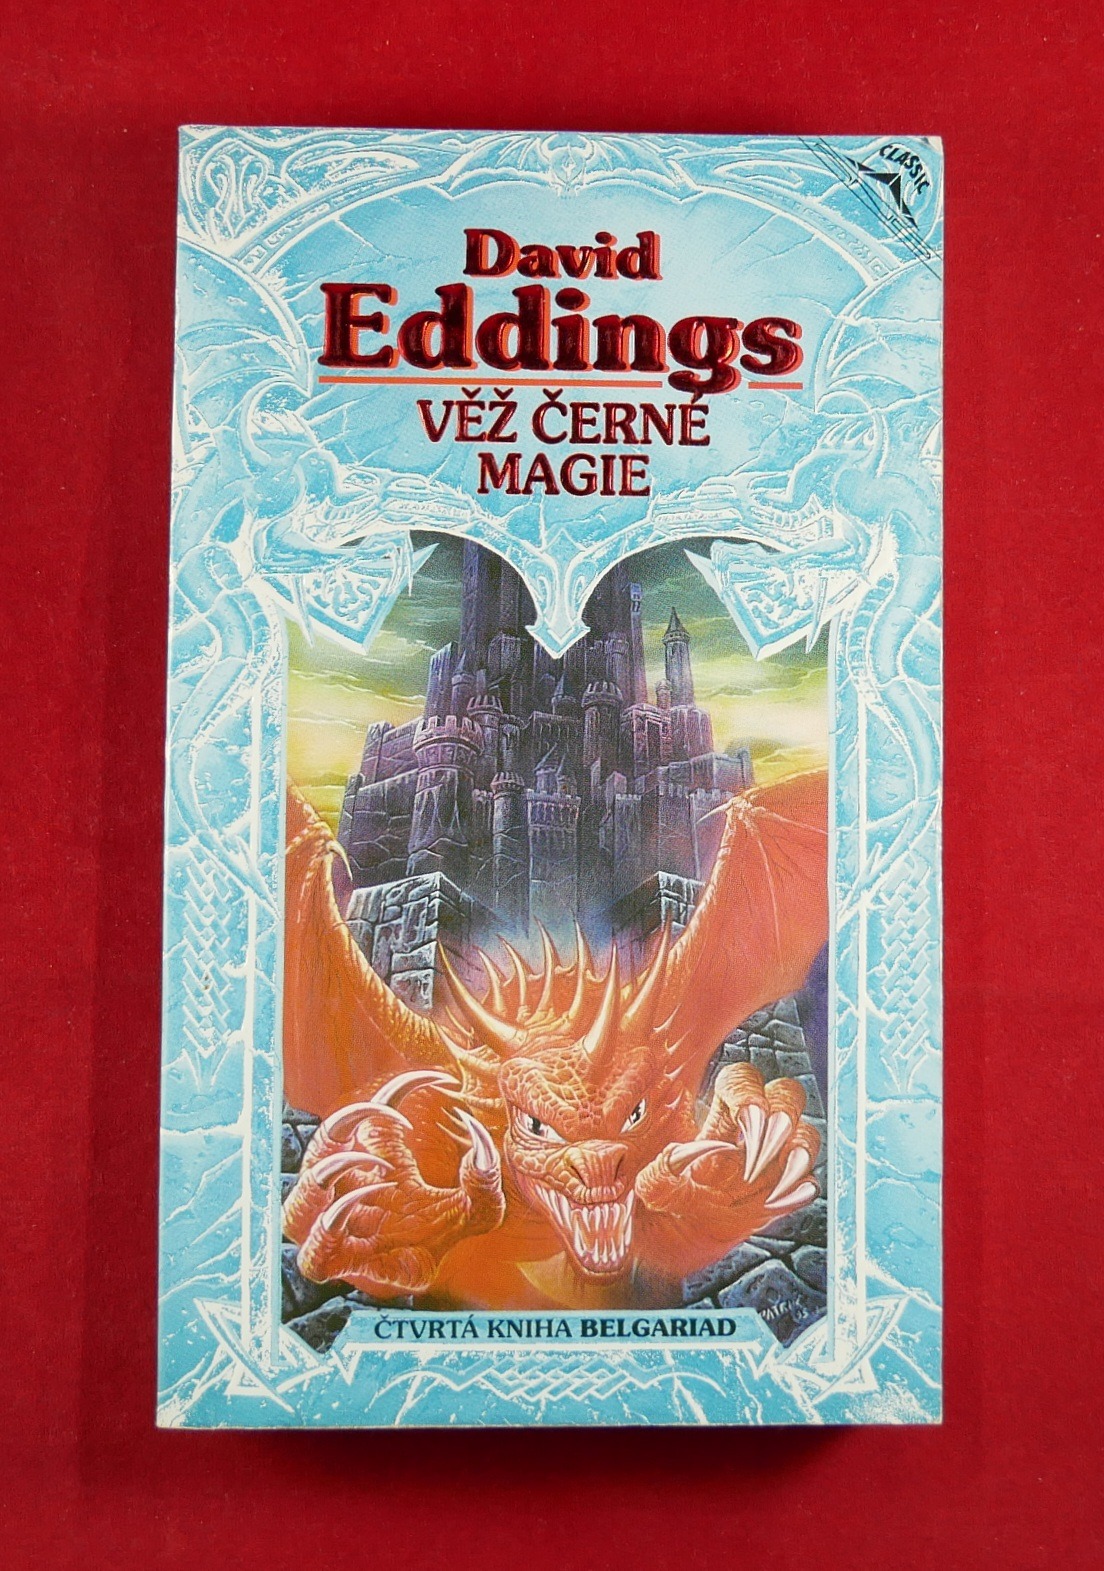 CLASSIC
David
Eddings
VĚŽ ČERNÉ
MAGIE
ČTVRTÁ KNIHA BELGARIAD